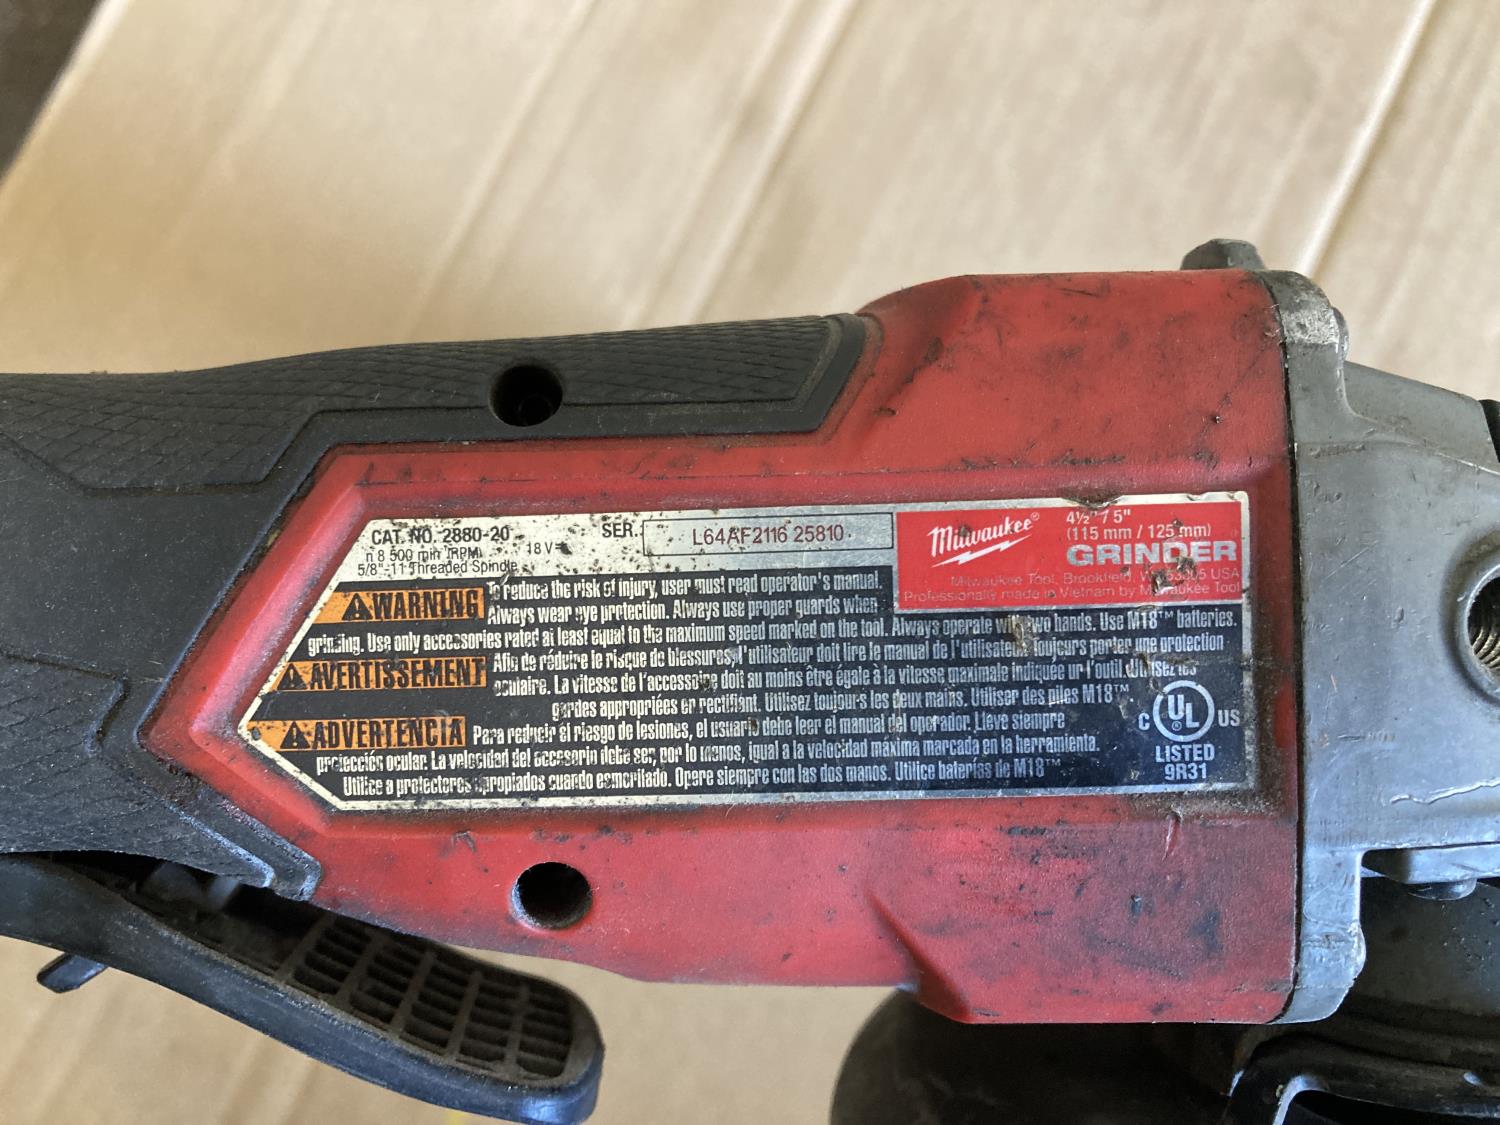 CAT. NO. 2880-20
n 8 500 min (RPM) 18 V
5/8"-11 Threaded Spindle
SER. L64AF2116 25810
Milwaukee®
4½" / 5"
(115 mm / 125 mm)
GRINDER
Milwaukee Tool, Brookfield, WI 53005 USA
Professionally made in Vietnam by Milwaukee Tool
WARNING To reduce the risk of injury, user must read operator's manual.
Always wear eye protection. Always use proper guards when
grinding. Use only accessories rated at least equal to the maximum speed marked on the tool. Always operate with two hands. Use M18™ batteries.
AVERTISSEMENT Afin de réduire le risque de blessures, l'utilisateur doit lire le manual de l'utilisateur. Toujours porter une protection
oculaire. La vitesse de l'accessoire doit au moins être égale à la vitesse maximale indiquée sur l'outil. Utilisez des
gardes appropriées en rectifiant. Utilisez toujours les deux mains. Utiliser des piles M18™
ADVERTENCIA Para reducir el riesgo de lesiones, el usuario debe leer el manual del operador. Lleve siempre
protección ocular. La velocidad del accesorio debe ser, por lo menos, igual a la velocidad máxima marcada en la herramienta.
Utilice a protectores apropiados cuando esmerilado. Opere siempre con las dos manos. Utilice baterías de M18™
C UL® US
LISTED
9R31